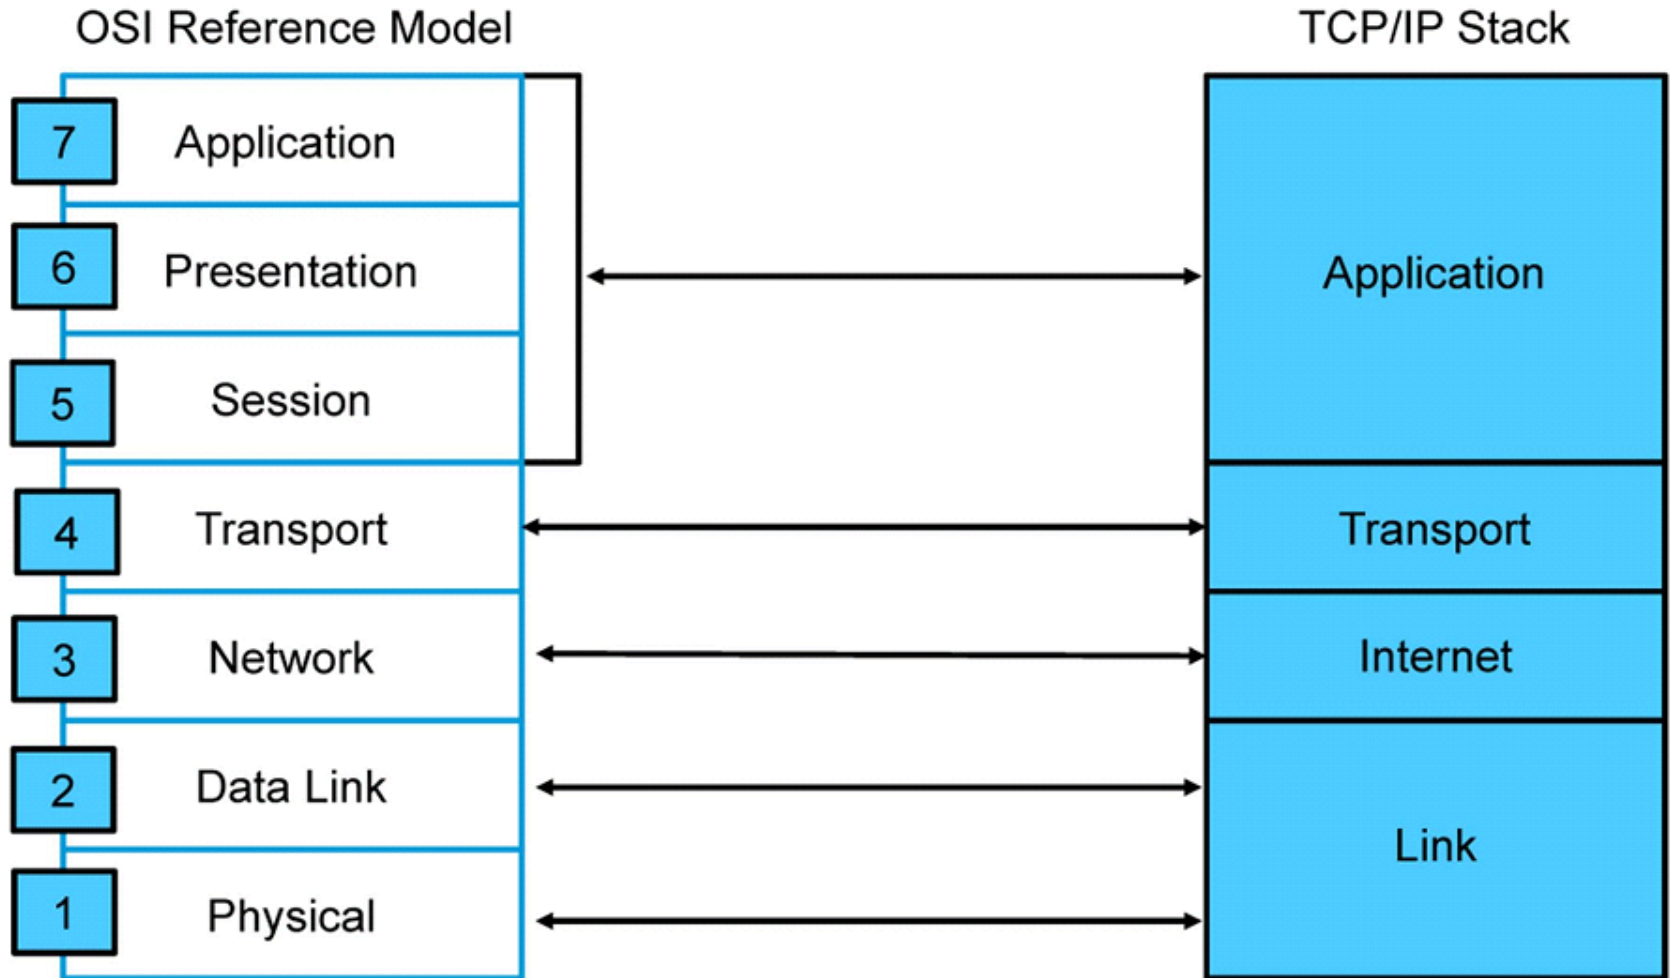 OSI Reference Model
TCP/IP Stack
7
Application
6
Presentation
Application
5
Session
4
Transport
Transport
3
Network
Internet
2
Data Link
Link
1
Physical